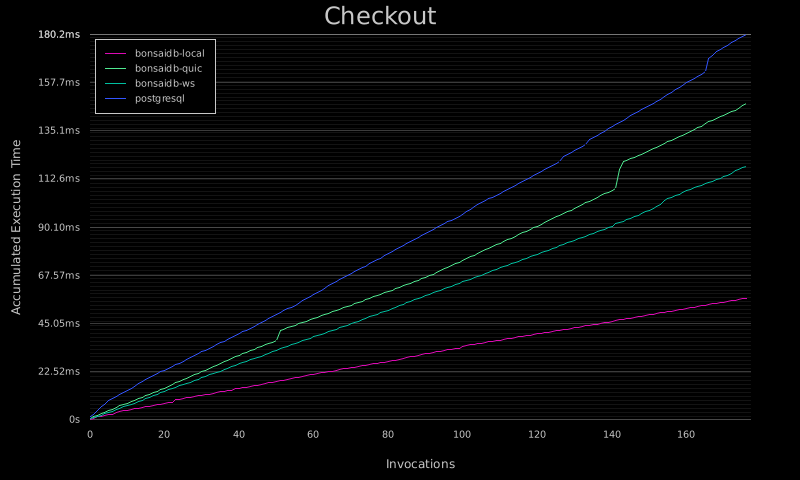 Checkout
180.2ms
157.7ms
135.1ms
112.6ms
90.10ms
67.57ms
45.05ms
22.52ms
0s
bonsaidb-local
bonsaidb-quic
bonsaidb-ws
postgresql
Accumulated Execution Time
0 20 40 60 80 100 120 140 160
Invocations